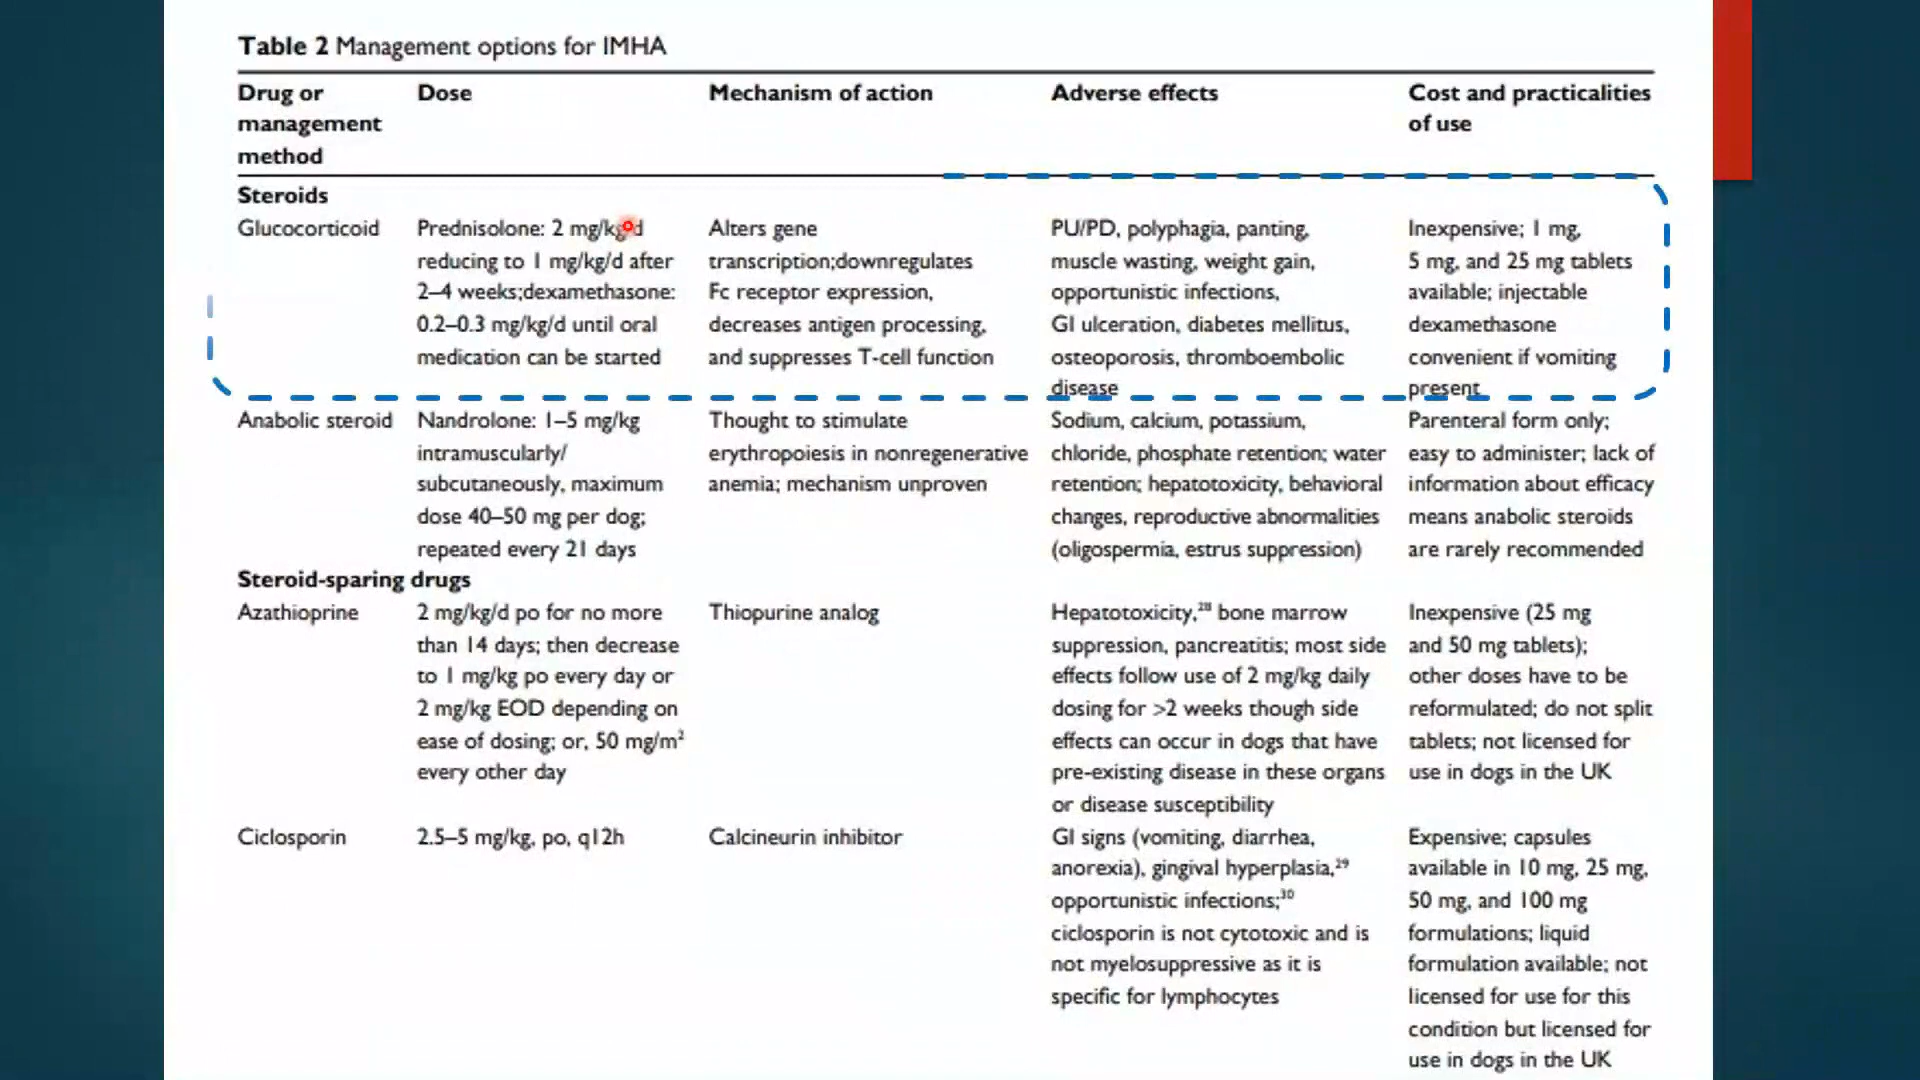 Table 2 Management options for IMHA
Drug or management method
Dose
Mechanism of action
Adverse effects
Cost and practicalities of use
Steroids
Glucocorticoid
Prednisolone: 2 mg/kg/d
reducing to 1 mg/kg/d after
2–4 weeks;dexamethasone:
0.2–0.3 mg/kg/d until oral
medication can be started
Alters gene
transcription;downregulates
Fc receptor expression,
decreases antigen processing,
and suppresses T-cell function
PU/PD, polyphagia, panting,
muscle wasting, weight gain,
opportunistic infections,
GI ulceration, diabetes mellitus,
osteoporosis, thromboembolic
disease
Inexpensive; 1 mg,
5 mg, and 25 mg tablets
available; injectable
dexamethasone
convenient if vomiting
present
Anabolic steroid
Nandrolone: 1–5 mg/kg
intramuscularly/
subcutaneously, maximum
dose 40–50 mg per dog;
repeated every 21 days
Thought to stimulate
erythropoiesis in nonregenerative
anemia; mechanism unproven
Sodium, calcium, potassium,
chloride, phosphate retention; water
retention; hepatotoxicity, behavioral
changes, reproductive abnormalities
(oligospermia, estrus suppression)
Parenteral form only;
easy to administer; lack of
information about efficacy
means anabolic steroids
are rarely recommended
Steroid-sparing drugs
Azathioprine
2 mg/kg/d po for no more
than 14 days; then decrease
to 1 mg/kg po every day or
2 mg/kg EOD depending on
ease of dosing; or, 50 mg/m²
every other day
Thiopurine analog
Hepatotoxicity,²⁸ bone marrow
suppression, pancreatitis; most side
effects follow use of 2 mg/kg daily
dosing for >2 weeks though side
effects can occur in dogs that have
pre-existing disease in these organs
or disease susceptibility
Inexpensive (25 mg
and 50 mg tablets);
other doses have to be
reformulated; do not split
tablets; not licensed for
use in dogs in the UK
Ciclosporin
2.5–5 mg/kg, po, q12h
Calcineurin inhibitor
GI signs (vomiting, diarrhea,
anorexia), gingival hyperplasia,²⁹
opportunistic infections;³⁰
ciclosporin is not cytotoxic and is
not myelosuppressive as it is
specific for lymphocytes
Expensive; capsules
available in 10 mg, 25 mg,
50 mg, and 100 mg
formulations; liquid
formulation available; not
licensed for use for this
condition but licensed for
use in dogs in the UK